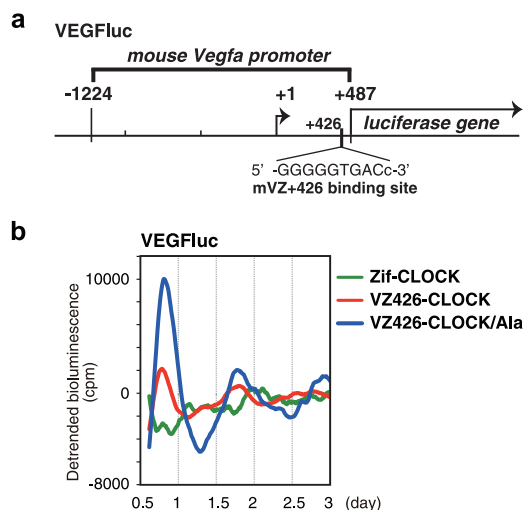 a
VEGFluc
mouse Vegfa promoter
-1224 +1 +487
+426 luciferase gene
5' -GGGGGTGACc-3'
mVZ+426 binding site
b
VEGFluc
10000
0
-8000
Detrended bioluminescence
(cpm)
0.5 1 1.5 2 2.5 3 (day)
Zif-CLOCK
VZ426-CLOCK
VZ426-CLOCK/Ala